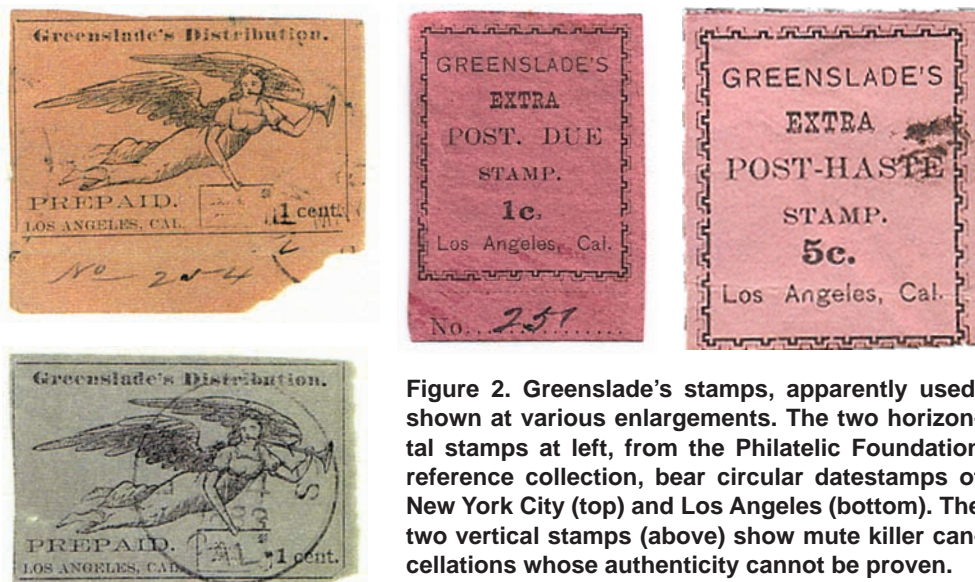 Greenslade's Distribution.
PREPAID.
1 cent.
LOS ANGELES, CAL.
No 254
GREENSLADE'S
EXTRA
POST. DUE
STAMP.
1c.
Los Angeles, Cal.
No. 251
GREENSLADE'S
EXTRA
POST-HASTE
STAMP.
5c.
Los Angeles, Cal.
Greenslade's Distribution.
PREPAID.
1 cent.
LOS ANGELES, CAL.
Figure 2. Greenslade's stamps, apparently used,
shown at various enlargements. The two horizon-
tal stamps at left, from the Philatelic Foundation
reference collection, bear circular datestamps of
New York City (top) and Los Angeles (bottom). The
two vertical stamps (above) show mute killer can-
cellations whose authenticity cannot be proven.